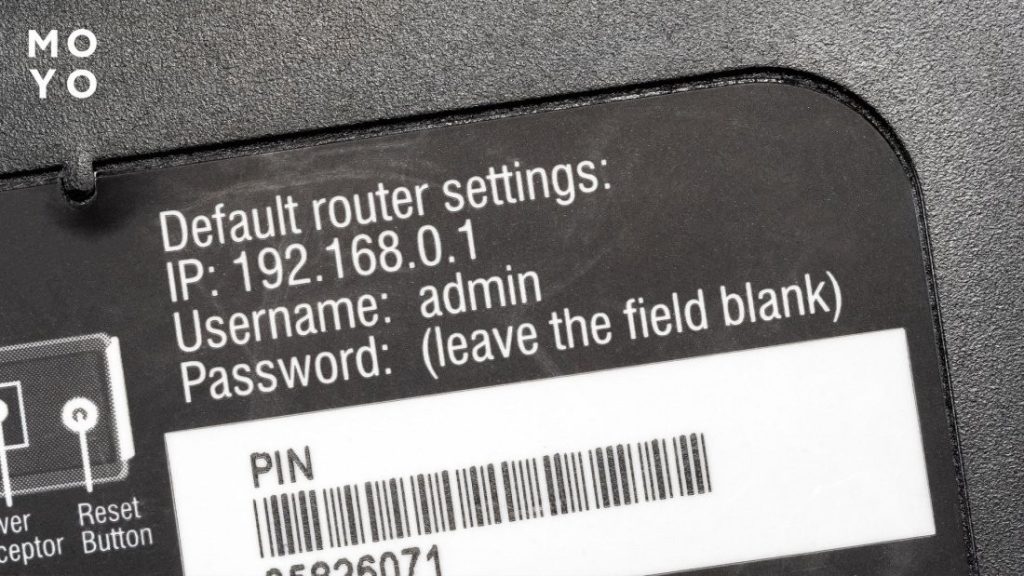 MO
YO
Default router settings:
IP: 192.168.0.1
Username: admin
Password: (leave the field blank)
PIN
Reset
Button